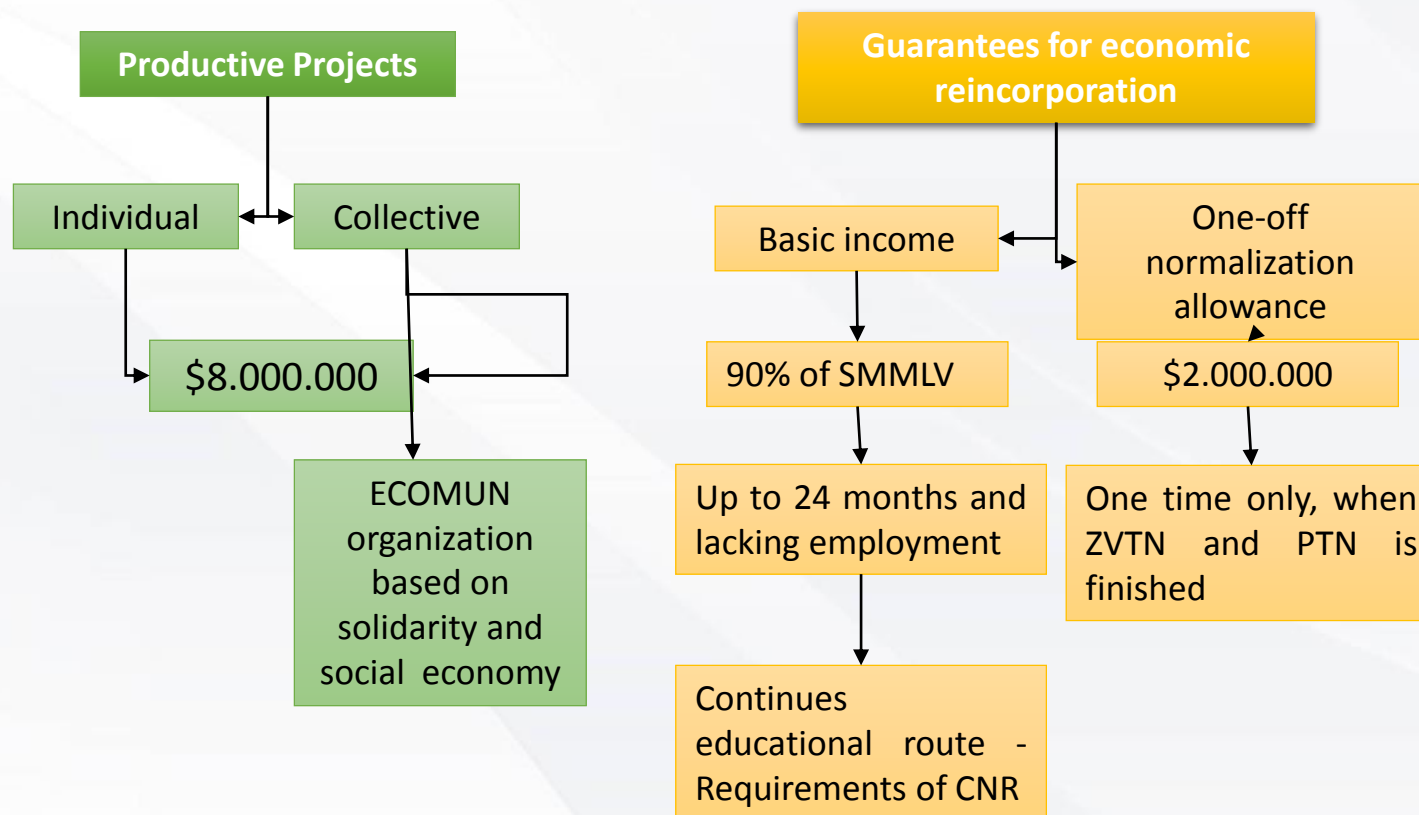 Productive Projects
Individual
Collective
$8.000.000
ECOMUN
organization
based on
solidarity and
social economy
Guarantees for economic
reincorporation
Basic income
One-off
normalization
allowance
90% of SMMLV
$2.000.000
Up to 24 months and
lacking employment
One time only, when
ZVTN and PTN is
finished
Continues
educational route -
Requirements of CNR